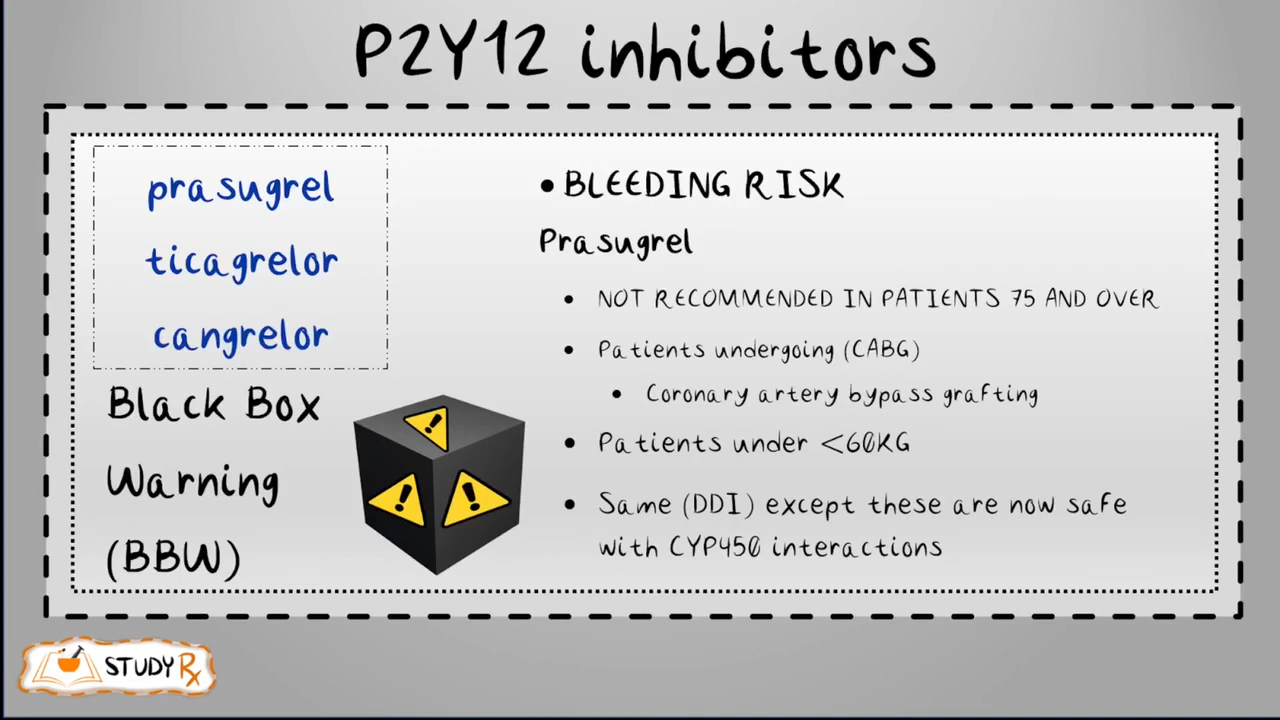 P2Y12 inhibitors
prasugrel
ticagrelor
cangrelor
Black Box
Warning
(BBW)
• BLEEDING RISK
Prasugrel
• NOT RECOMMENDED IN PATIENTS 75 AND OVER
• Patients undergoing (CABG)
• Coronary artery bypass grafting
• Patients under <60KG
• Same (DDI) except these are now safe
with CYP450 interactions
STUDY Rx